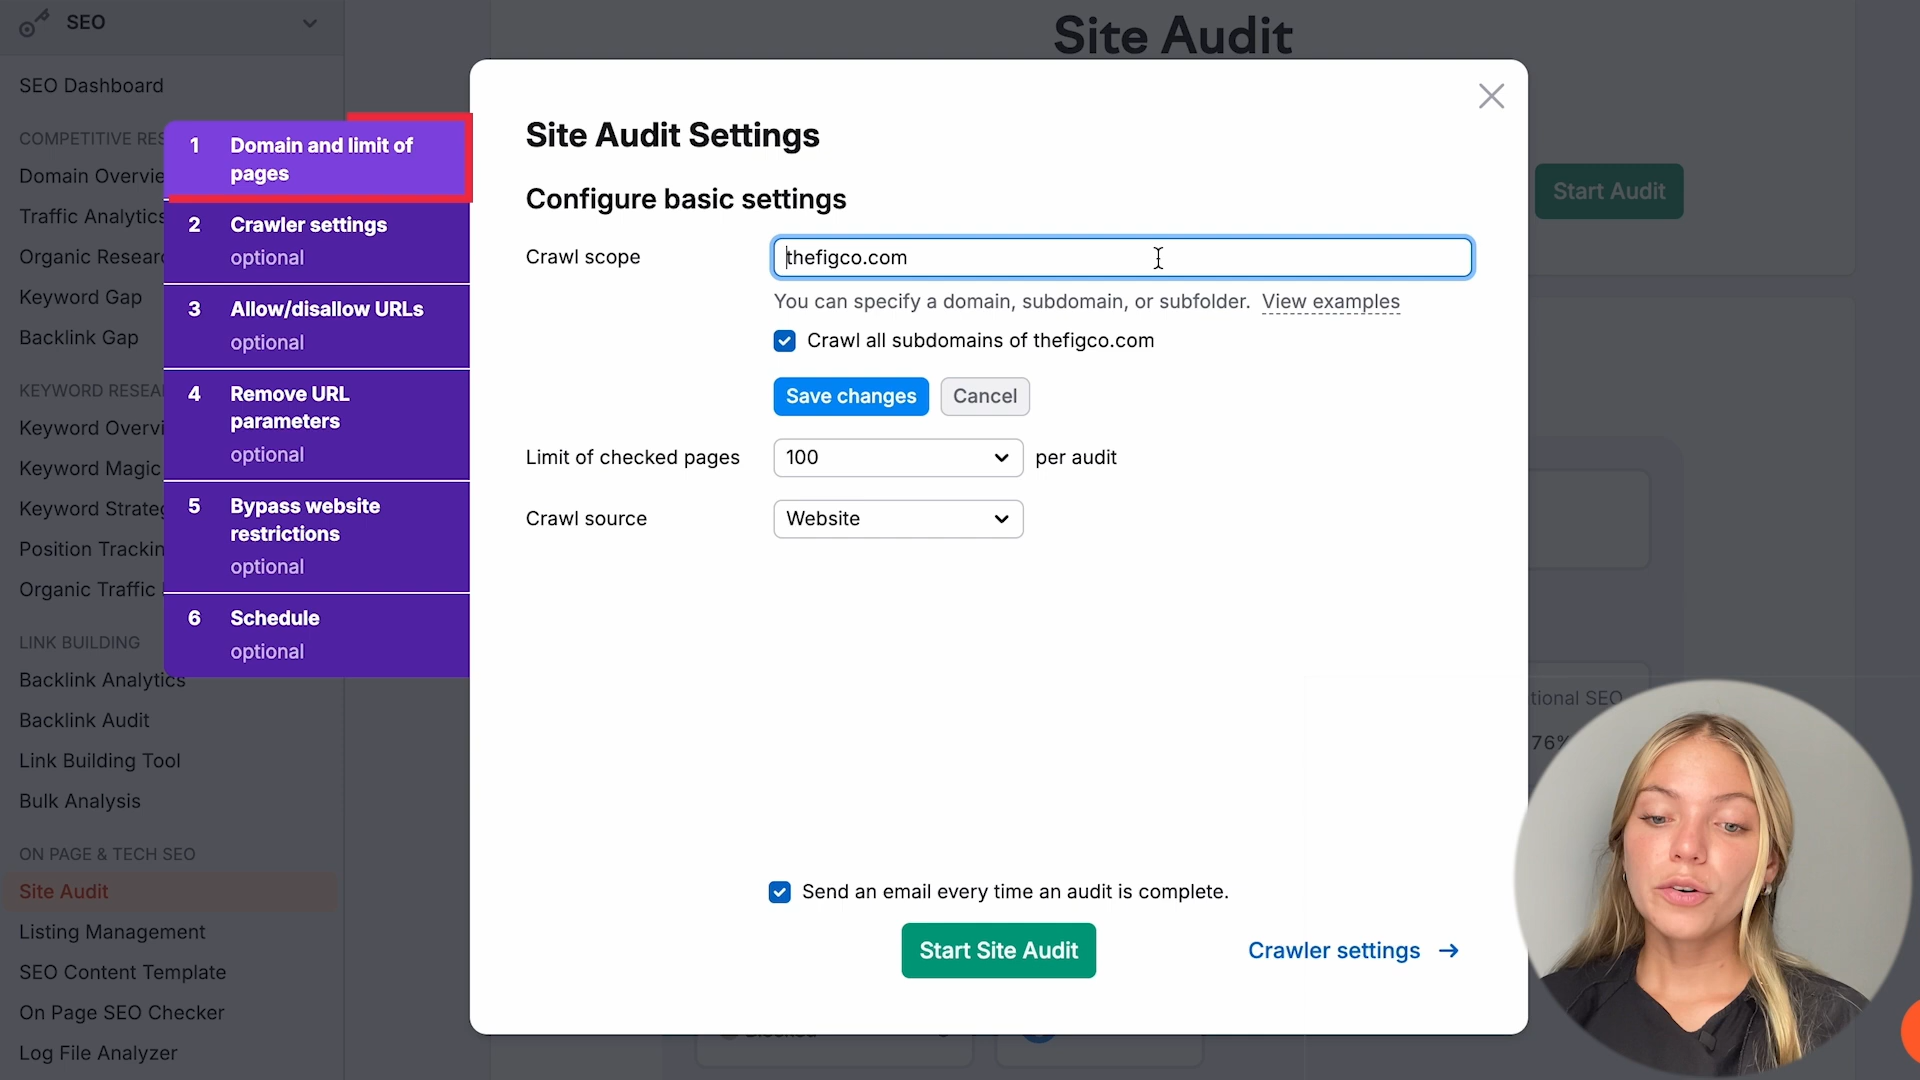 SEO
SEO Dashboard
COMPETITIVE RES
Domain Overvie
Traffic Analytics
Organic Resear
Keyword Gap
Backlink Gap
KEYWORD RESEA
Keyword Overvi
Keyword Magic
Keyword Strateg
Position Trackin
Organic Traffic
LINK BUILDING
Backlink Analytics
Backlink Audit
Link Building Tool
Bulk Analysis
ON PAGE & TECH SEO
Site Audit
Listing Management
SEO Content Template
On Page SEO Checker
Log File Analyzer
1 Domain and limit of
pages
2 Crawler settings
optional
3 Allow/disallow URLs
optional
4 Remove URL
parameters
optional
5 Bypass website
restrictions
optional
6 Schedule
optional
Site Audit
Start Audit
Site Audit Settings
Configure basic settings
Crawl scope thefigco.com
You can specify a domain, subdomain, or subfolder. View examples
Crawl all subdomains of thefigco.com
Save changes Cancel
Limit of checked pages 100 per audit
Crawl source Website
Send an email every time an audit is complete.
Start Site Audit Crawler settings →
tional SEO
76%